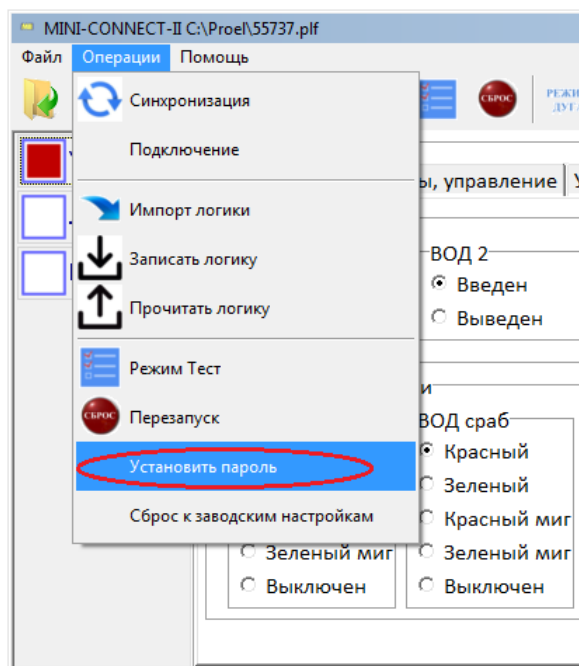 MINI-CONNECT-II C:\Proel\55737.plf
Файл Операции Помощь
Синхронизация
Подключение
Импорт логики
Записать логику
Прочитать логику
Режим Тест
СБРОС Перезапуск
Установить пароль
Сброс к заводским настройкам
СБРОС
РЕЖИ
ДУГА
ы, управление У
ВОД 2
Введен
Выведен
и
ВОД сраб
Красный
Зеленый
Красный миг
Зеленый миг Зеленый миг
Выключен Выключен